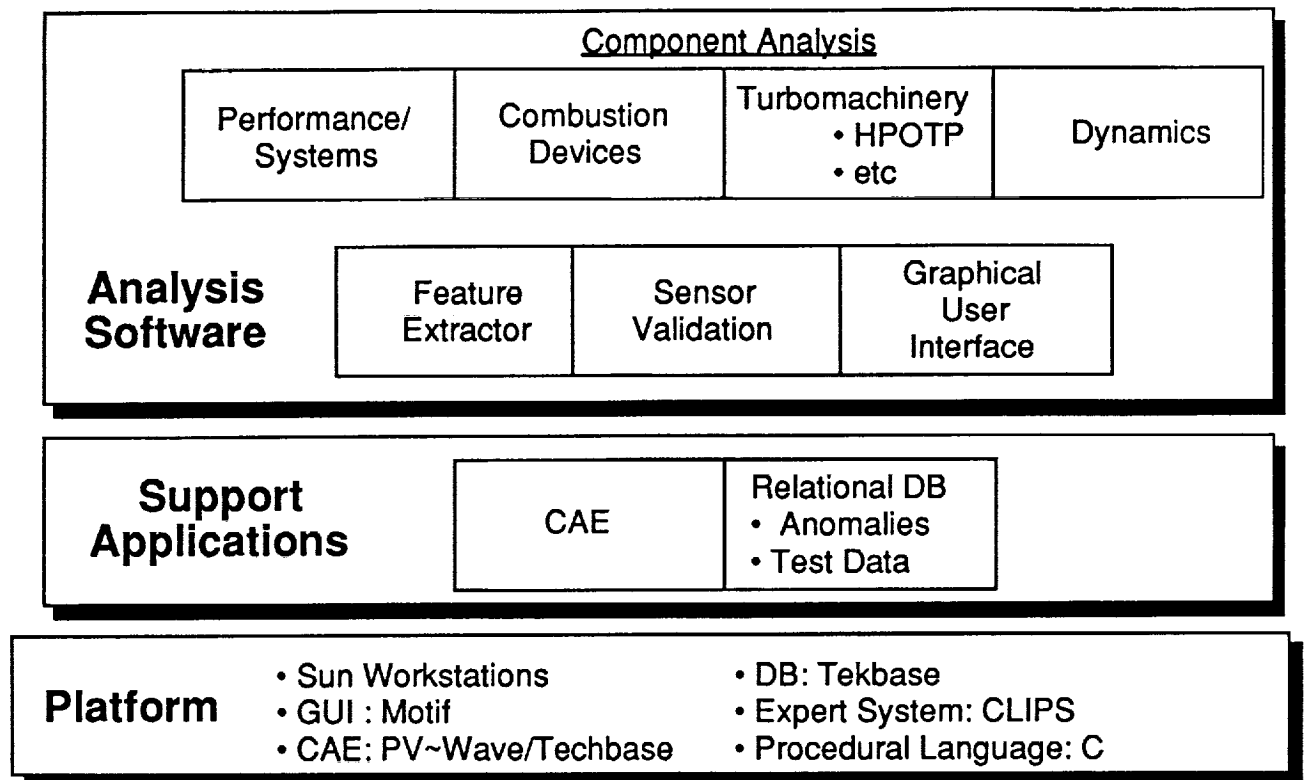 Component Analysis
Performance/
Systems
Combustion
Devices
Turbomachinery
• HPOTP
• etc
Dynamics
Analysis
Software
Feature
Extractor
Sensor
Validation
Graphical
User
Interface
Support
Applications
CAE
Relational DB
• Anomalies
• Test Data
Platform
• Sun Workstations
• GUI : Motif
• CAE: PV~Wave/Techbase
• DB: Tekbase
• Expert System: CLIPS
• Procedural Language: C